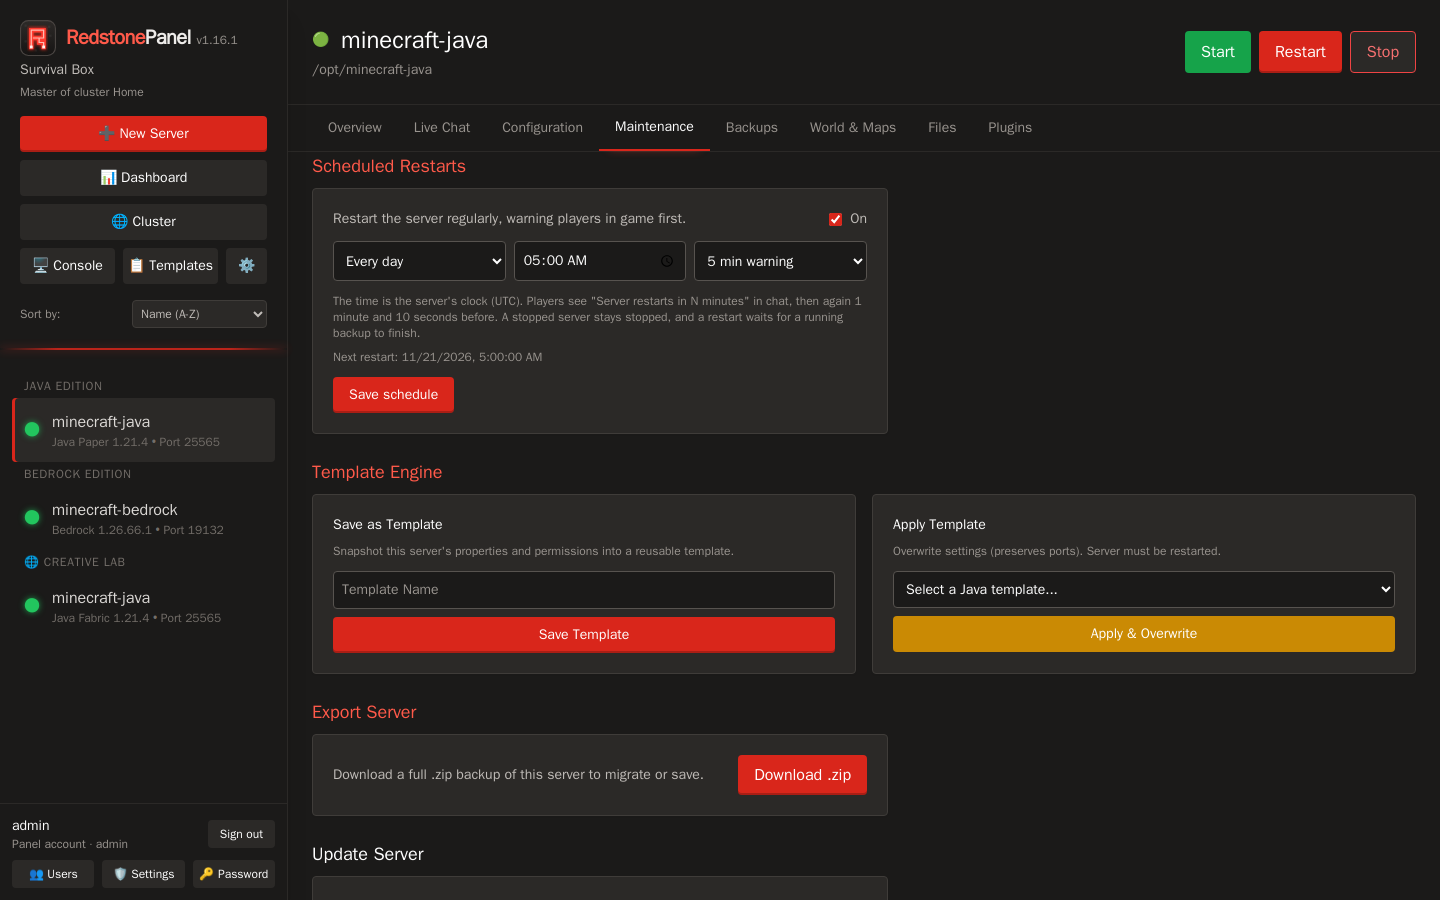 RedstonePanel v1.16.1
Survival Box
Master of cluster Home
➕ New Server
📊 Dashboard
🌐 Cluster
🖥️ Console
📋 Templates
⚙️
Sort by:
Name (A-Z)
JAVA EDITION
minecraft-java
Java Paper 1.21.4 • Port 25565
BEDROCK EDITION
minecraft-bedrock
Bedrock 1.26.66.1 • Port 19132
🌐 CREATIVE LAB
minecraft-java
Java Fabric 1.21.4 • Port 25565
admin
Panel account · admin
Sign out
👥 Users
🛡️ Settings
🔑 Password
minecraft-java
/opt/minecraft-java
Start
Restart
Stop
Overview
Live Chat
Configuration
Maintenance
Backups
World & Maps
Files
Plugins
Scheduled Restarts
Restart the server regularly, warning players in game first.
On
Every day
05:00 AM
5 min warning
The time is the server's clock (UTC). Players see "Server restarts in N minutes" in chat, then again 1
minute and 10 seconds before. A stopped server stays stopped, and a restart waits for a running
backup to finish.
Next restart: 11/21/2026, 5:00:00 AM
Save schedule
Template Engine
Save as Template
Snapshot this server's properties and permissions into a reusable template.
Template Name
Save Template
Apply Template
Overwrite settings (preserves ports). Server must be restarted.
Select a Java template...
Apply & Overwrite
Export Server
Download a full .zip backup of this server to migrate or save.
Download .zip
Update Server